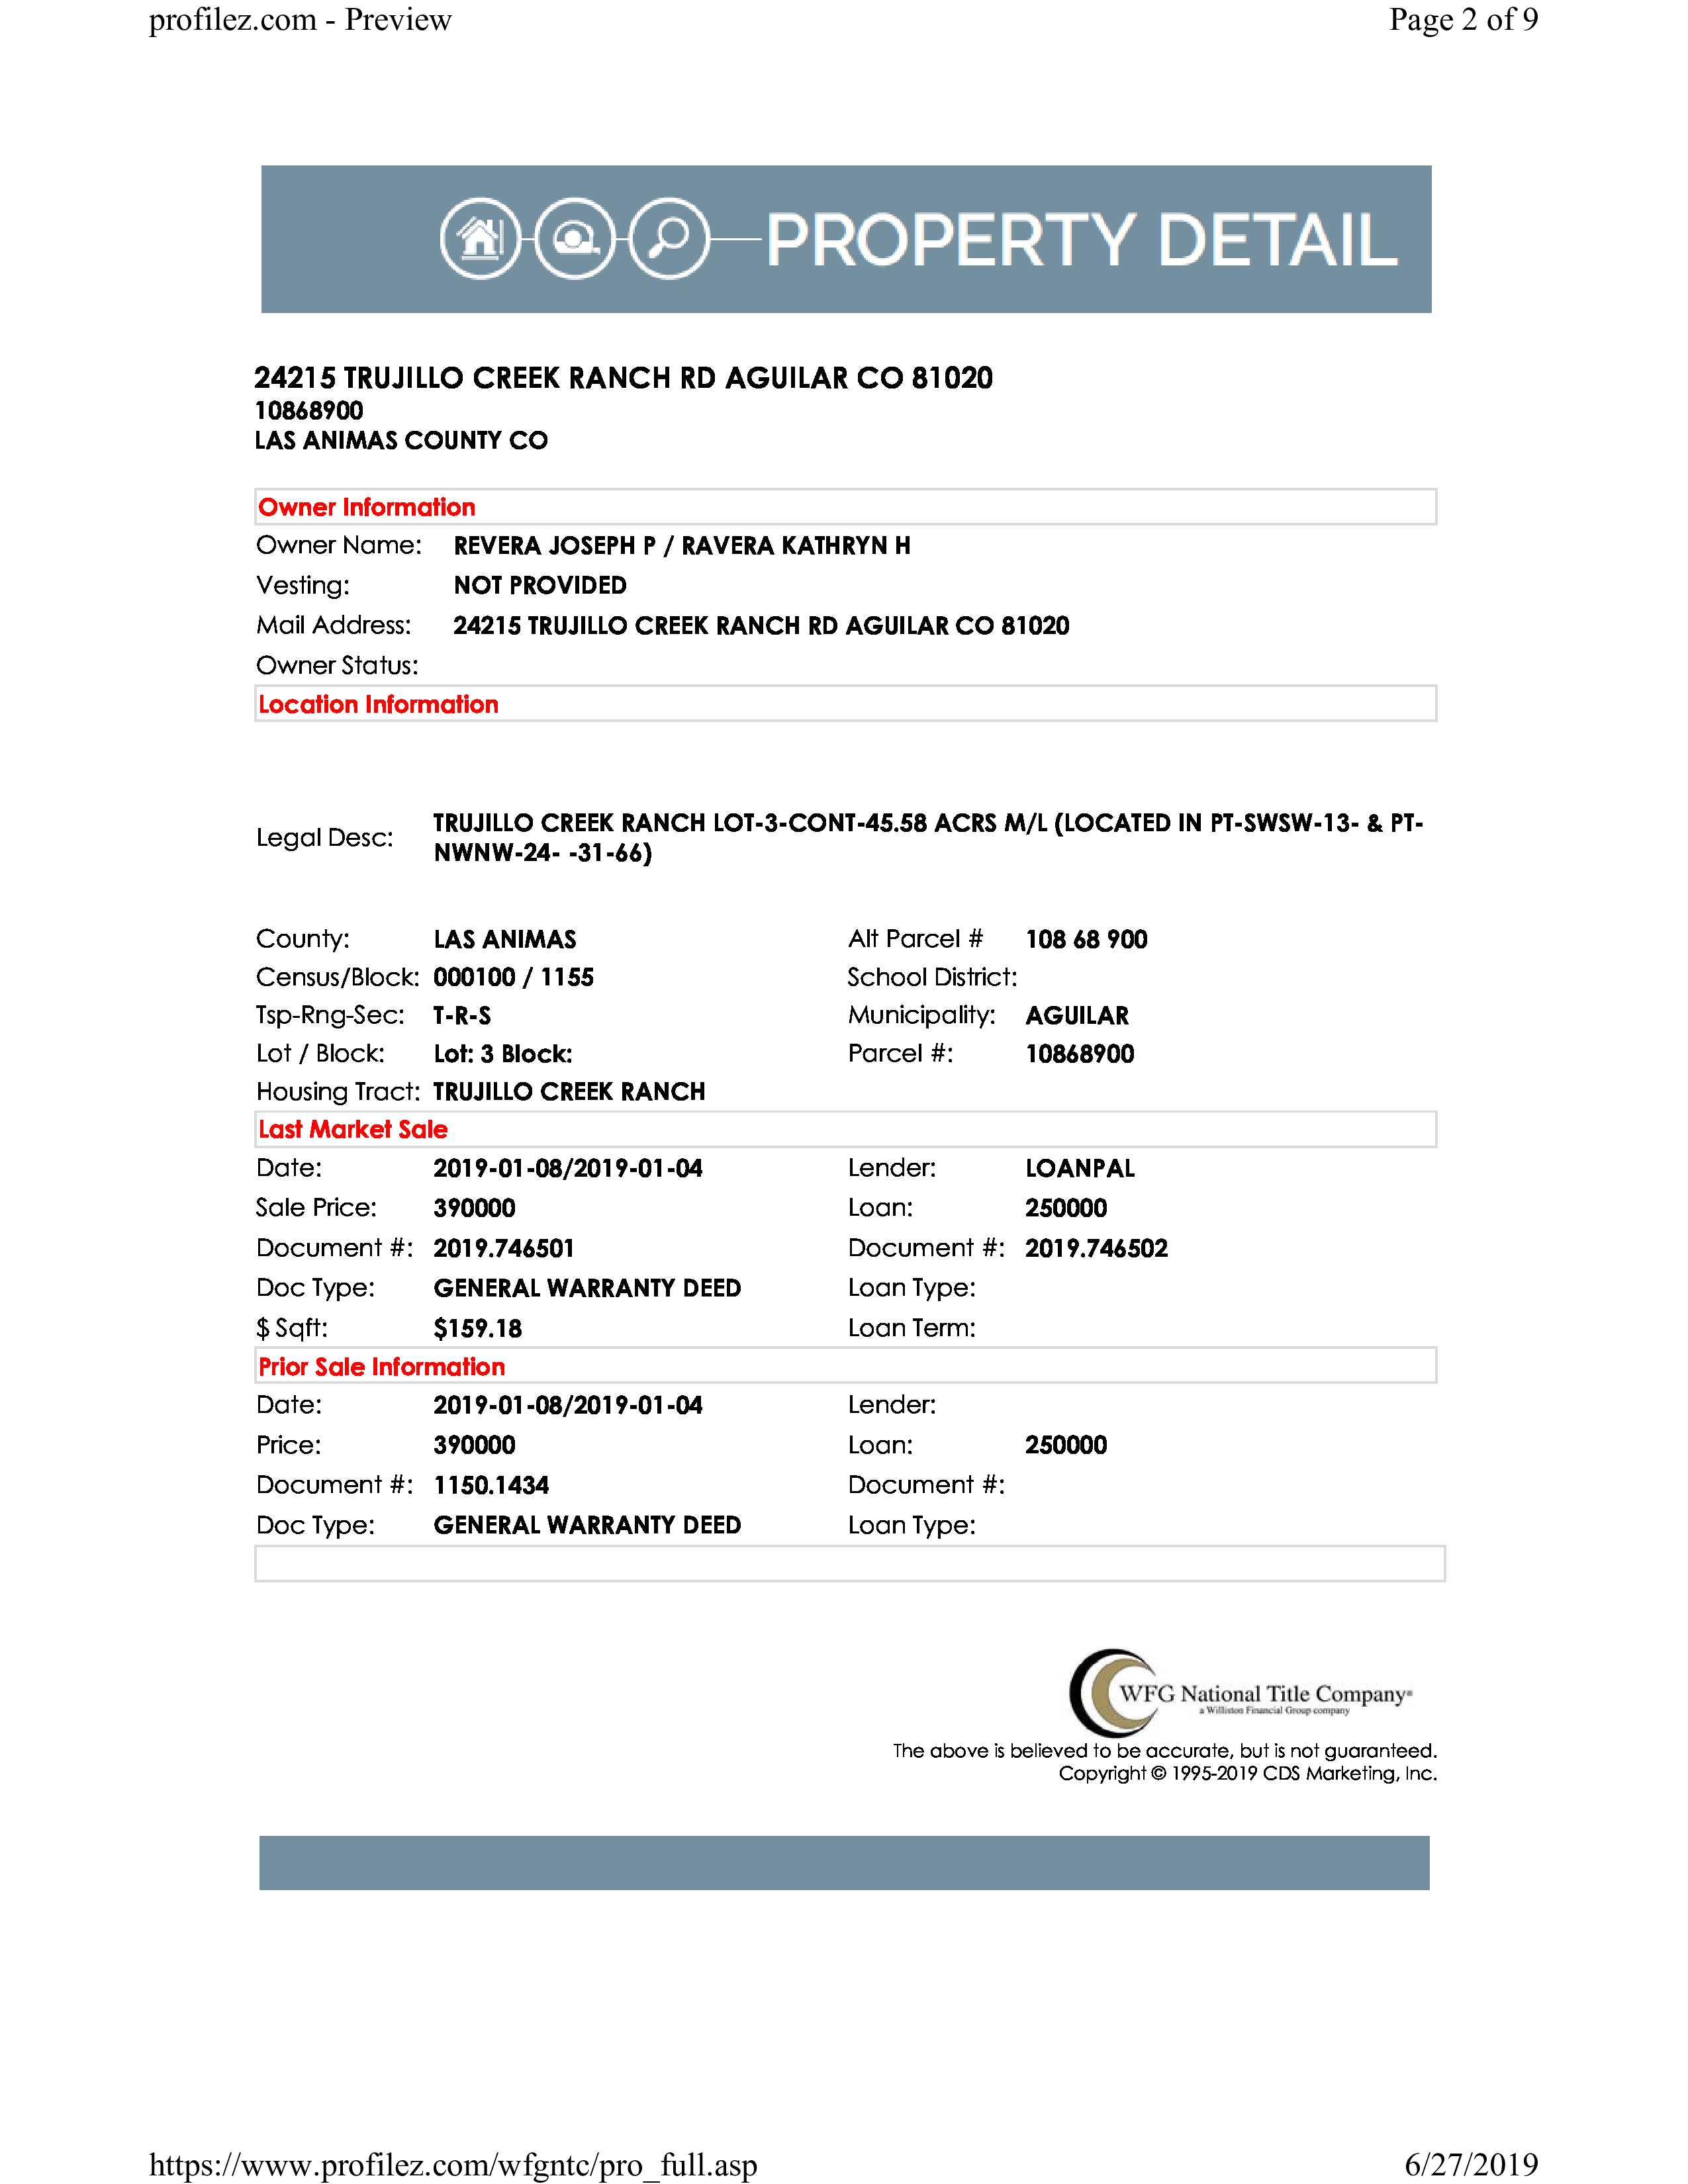 profilez.com - Preview Page 2 of 9
PROPERTY DETAIL
24215 TRUJILLO CREEK RANCH RD AGUILAR CO 81020
10868900
LAS ANIMAS COUNTY CO
Owner Information
Owner Name: REVERA JOSEPH P / RAVERA KATHRYN H
Vesting: NOT PROVIDED
Mail Address: 24215 TRUJILLO CREEK RANCH RD AGUILAR CO 81020
Owner Status:
Location Information
Legal Desc: TRUJILLO CREEK RANCH LOT-3-CONT-45.58 ACRS M/L (LOCATED IN PT-SWSW-13- & PT-
NWNW-24- -31-66)
County: LAS ANIMAS Alt Parcel # 108 68 900
Census/Block: 000100 / 1155 School District:
Tsp-Rng-Sec: T-R-S Municipality: AGUILAR
Lot / Block: Lot: 3 Block: Parcel #: 10868900
Housing Tract: TRUJILLO CREEK RANCH
Last Market Sale
Date: 2019-01-08/2019-01-04 Lender: LOANPAL
Sale Price: 390000 Loan: 250000
Document #: 2019.746501 Document #: 2019.746502
Doc Type: GENERAL WARRANTY DEED Loan Type:
$ Sqft: $159.18 Loan Term:
Prior Sale Information
Date: 2019-01-08/2019-01-04 Lender:
Price: 390000 Loan: 250000
Document #: 1150.1434 Document #:
Doc Type: GENERAL WARRANTY DEED Loan Type:
WFG National Title Company®
a Williston Financial Group company
The above is believed to be accurate, but is not guaranteed.
Copyright © 1995-2019 CDS Marketing, Inc.
https://www.profilez.com/wfgntc/pro_full.asp 6/27/2019